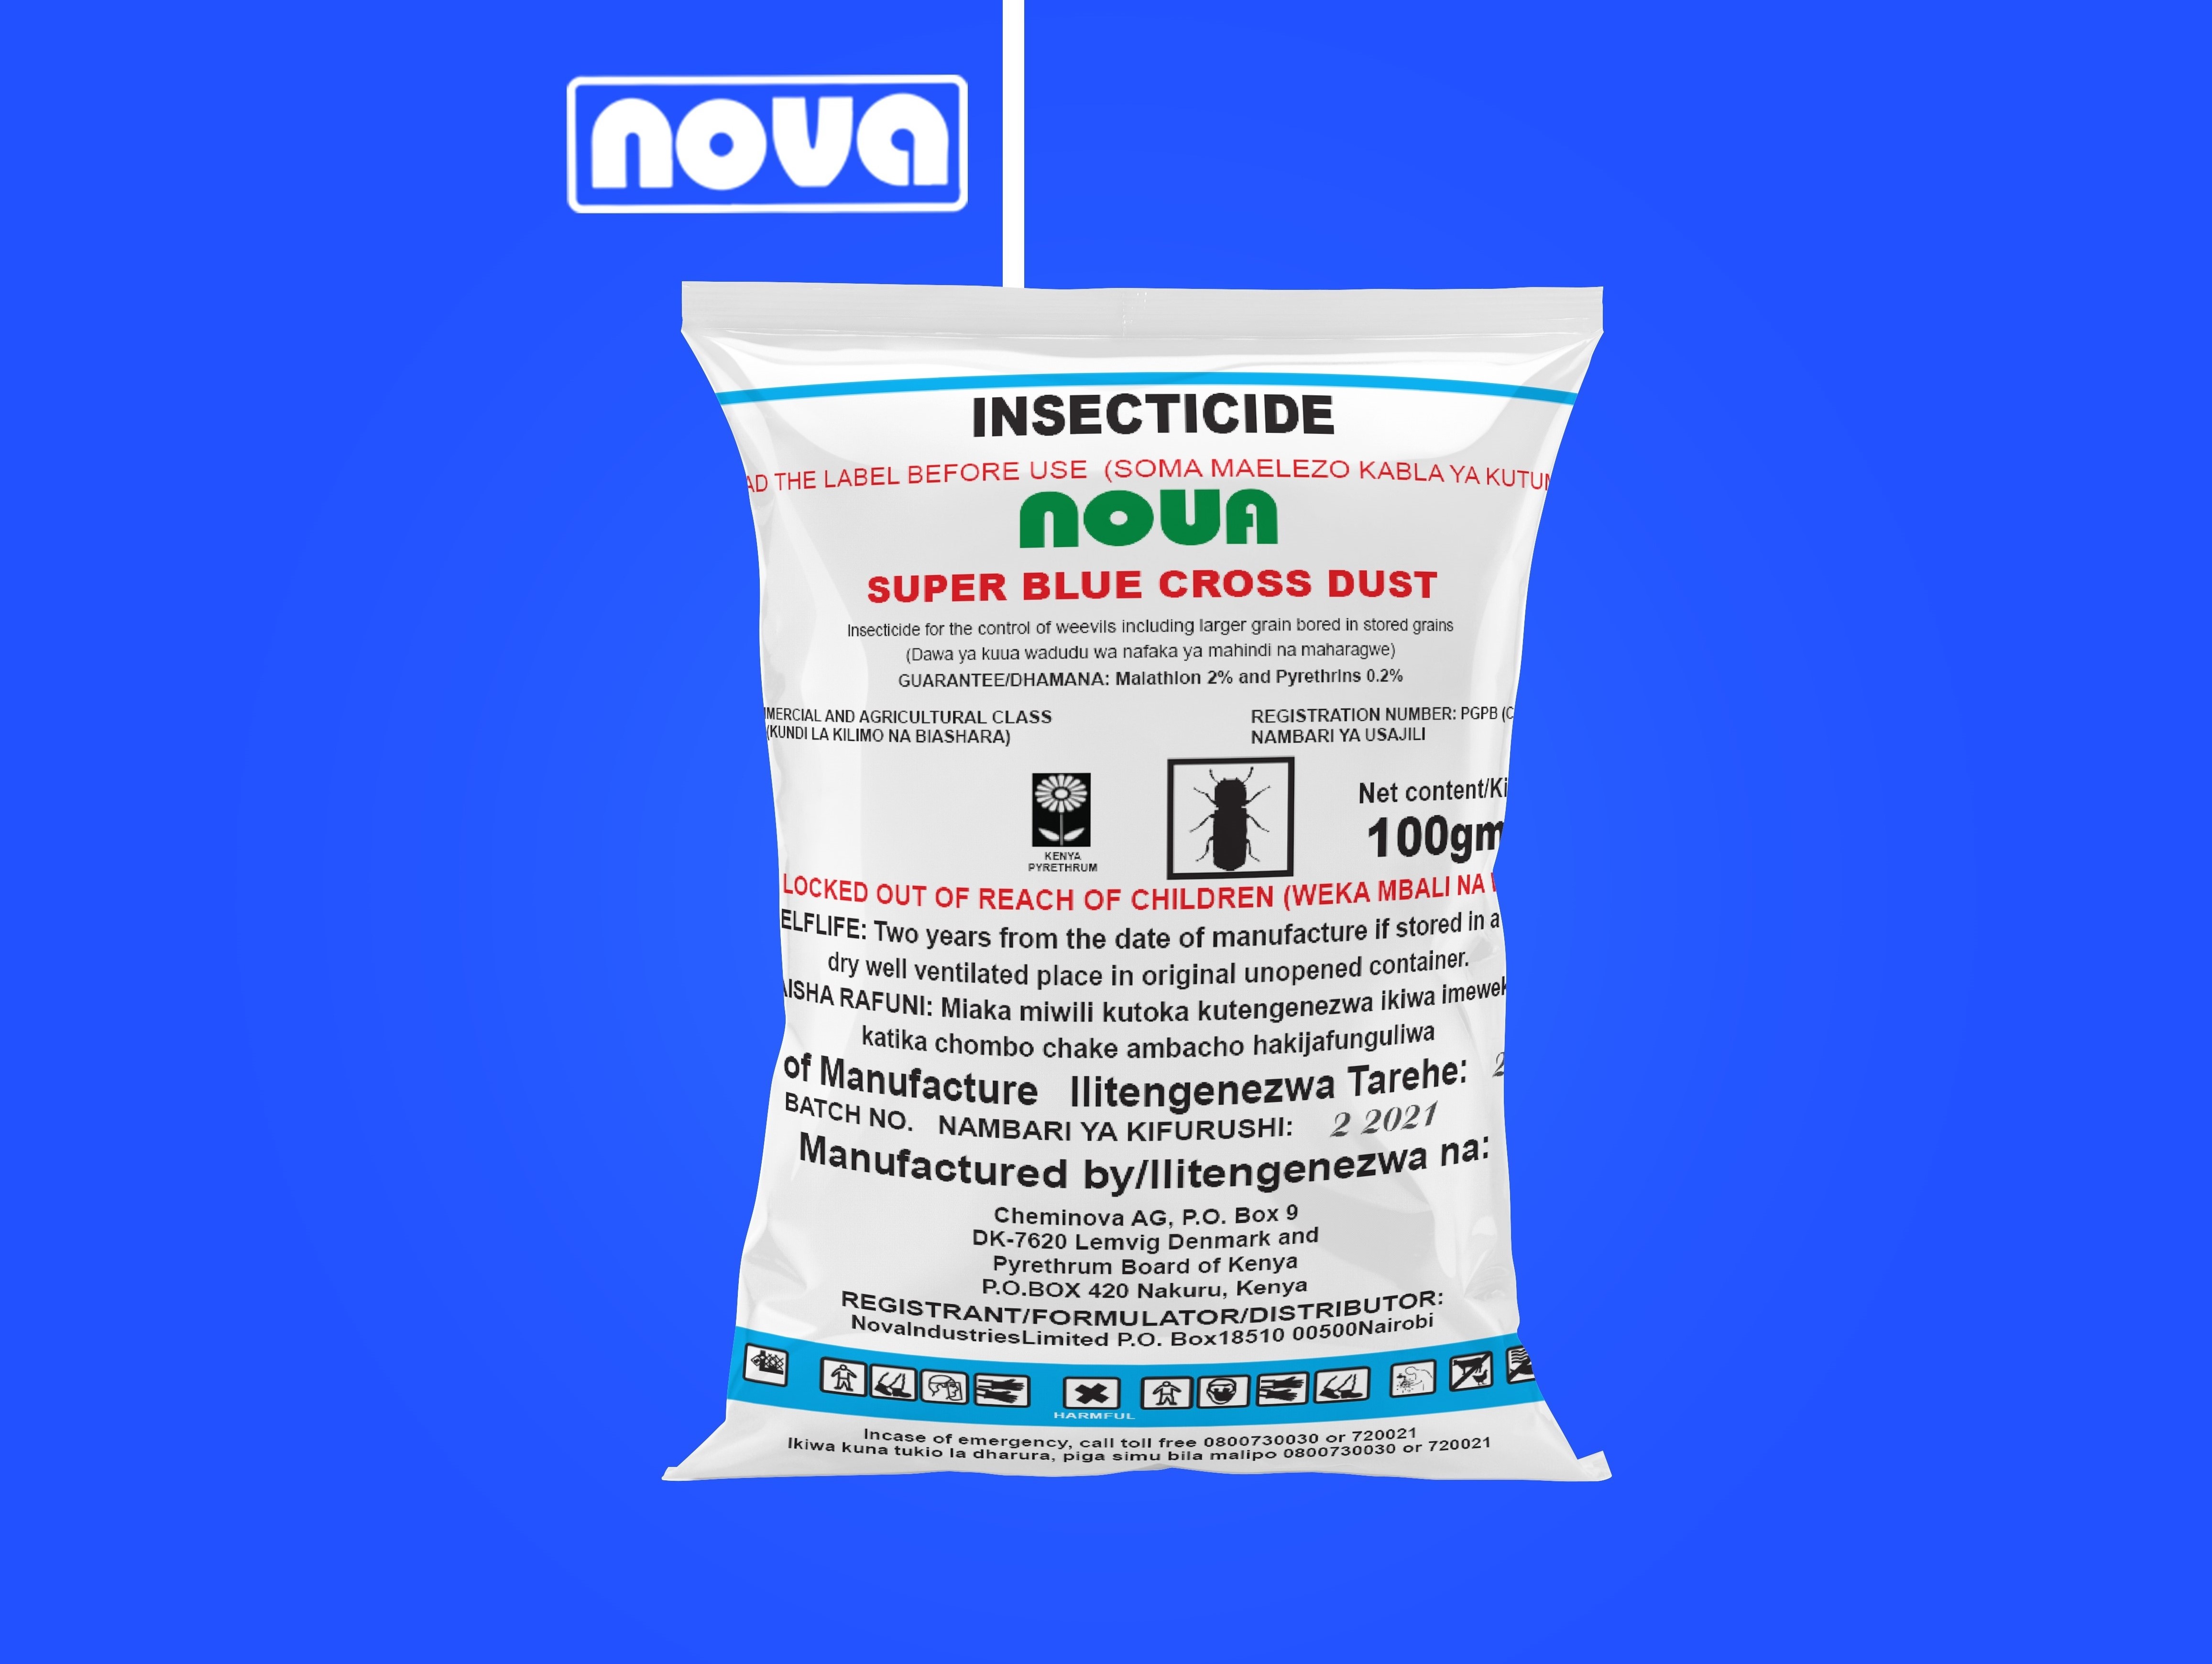 nova
INSECTICIDE
THE LABEL BEFORE USE (SOMA MAELEZO KABLA YA
NOVA
SUPER BLUE CROSS DUST
Insecticide for the control of weevils including larger grain bored in stored grains
(Dawa ya kuua wadudu wa nafaka ya mahindi na maharagwe)
GUARANTEE/DHAMANA: Malathion 2% and Pyrethrins 0.2%
AND AGRICULTURAL CLASS
(KUNDI LA KILIMO NA BIASHARA)
REGISTRATION NUMBER: PGPB
NAMBARI YA USAJILI
KENYA
PYRETHRUM
Net content/
100gm
LOCKED OUT OF REACH OF CHILDREN (WEKA MBALI NA
ELFLIFE: Two years from the date of manufacture if stored in a
dry well ventilated place in original unopened container.
AISHA RAFUNI: Miaka miwili kutoka kutengenezwa ikiwa
katika chombo chake ambacho hakijafunguliwa
of Manufacture Ilitengenezwa Tarehe: 2
BATCH NO. NAMBARI YA KIFURUSHI: 2 2021
Manufactured by/Ilitengenezwa na:
Cheminova AG, P.O. Box 9
DK-7620 Lemvig Denmark and
Pyrethrum Board of Kenya
P.O.BOX 420 Nakuru, Kenya
REGISTRANT/FORMULATOR/DISTRIBUTOR:
NovaIndustriesLimited P.O. Box18510 00500Nairobi
HARMFUL
Incase of emergency, call toll free 0800730030 or 720021
Ikiwa kuna tukio la dharura, piga simu bila malipo 0800730030 or 720021